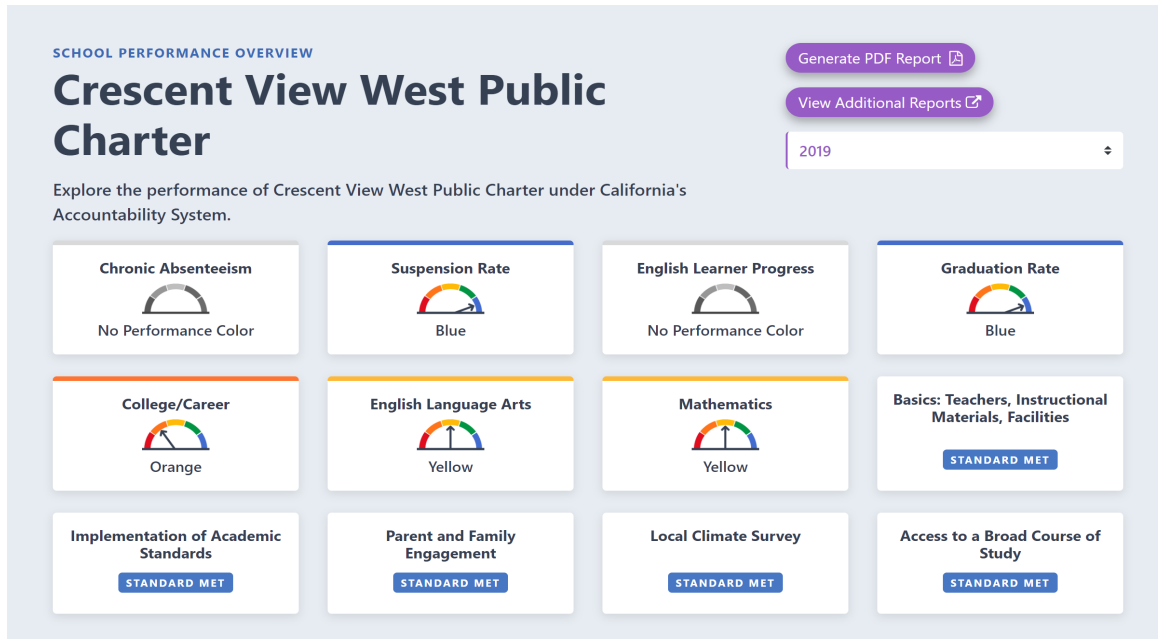 SCHOOL PERFORMANCE OVERVIEW
Crescent View West Public
Charter
Explore the performance of Crescent View West Public Charter under California's
Accountability System.
Generate PDF Report
View Additional Reports
2019
Chronic Absenteeism
No Performance Color
Suspension Rate
Blue
English Learner Progress
No Performance Color
Graduation Rate
Blue
College/Career
Orange
English Language Arts
Yellow
Mathematics
Yellow
Basics: Teachers, Instructional
Materials, Facilities
STANDARD MET
Implementation of Academic
Standards
STANDARD MET
Parent and Family
Engagement
STANDARD MET
Local Climate Survey
STANDARD MET
Access to a Broad Course of
Study
STANDARD MET